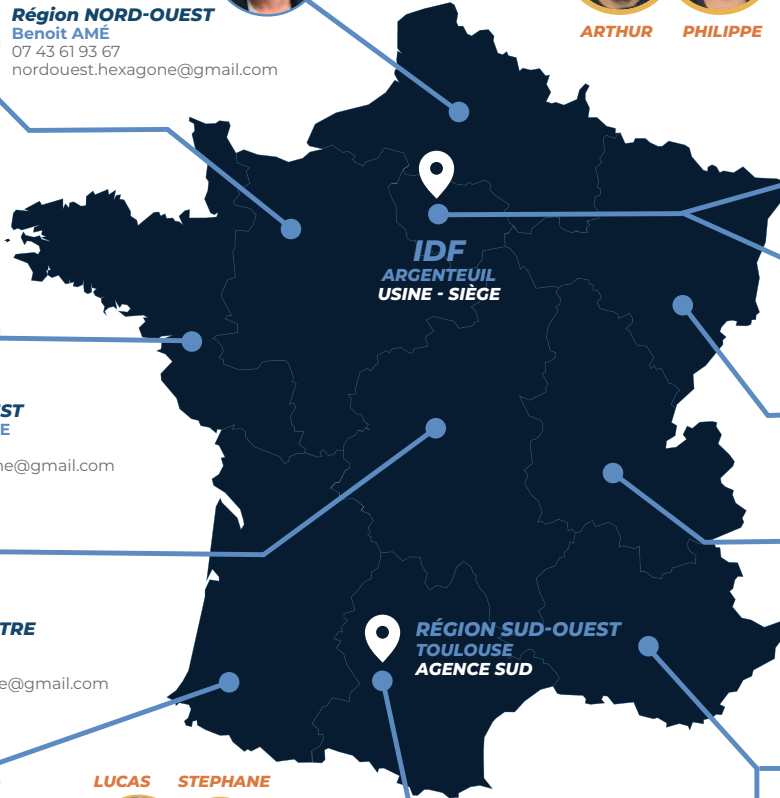 Région NORD-OUEST
Benoit AMÉ
07 43 61 93 67
nordouest.hexagone@gmail.com
ARTHUR PHILIPPE
IDF
ARGENTEUIL
USINE - SIÈGE
EST
E
ne@gmail.com
TRE
e@gmail.com
RÉGION SUD-OUEST
TOULOUSE
AGENCE SUD
LUCAS STEPHANE